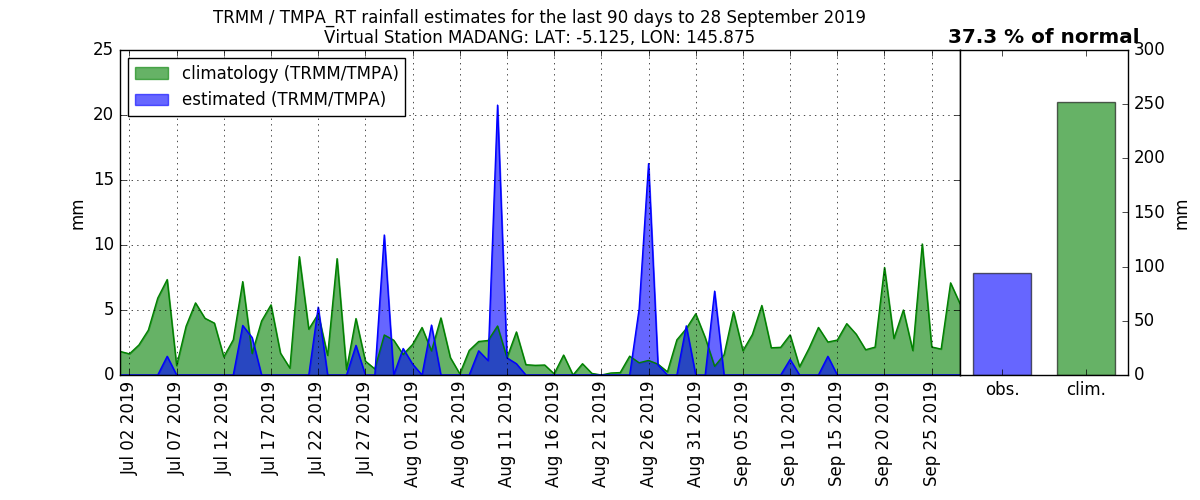 TRMM / TMPA_RT rainfall estimates for the last 90 days to 28 September 2019
Virtual Station MADANG: LAT: -5.125, LON: 145.875
37.3 % of normal
climatology (TRMM/TMPA)
estimated (TRMM/TMPA)
mm
25
20
15
10
5
0
Jul 02 2019
Jul 07 2019
Jul 12 2019
Jul 17 2019
Jul 22 2019
Jul 27 2019
Aug 01 2019
Aug 06 2019
Aug 11 2019
Aug 16 2019
Aug 21 2019
Aug 26 2019
Aug 31 2019
Sep 05 2019
Sep 10 2019
Sep 15 2019
Sep 20 2019
Sep 25 2019
300
250
200
150
100
50
0
mm
obs.
clim.